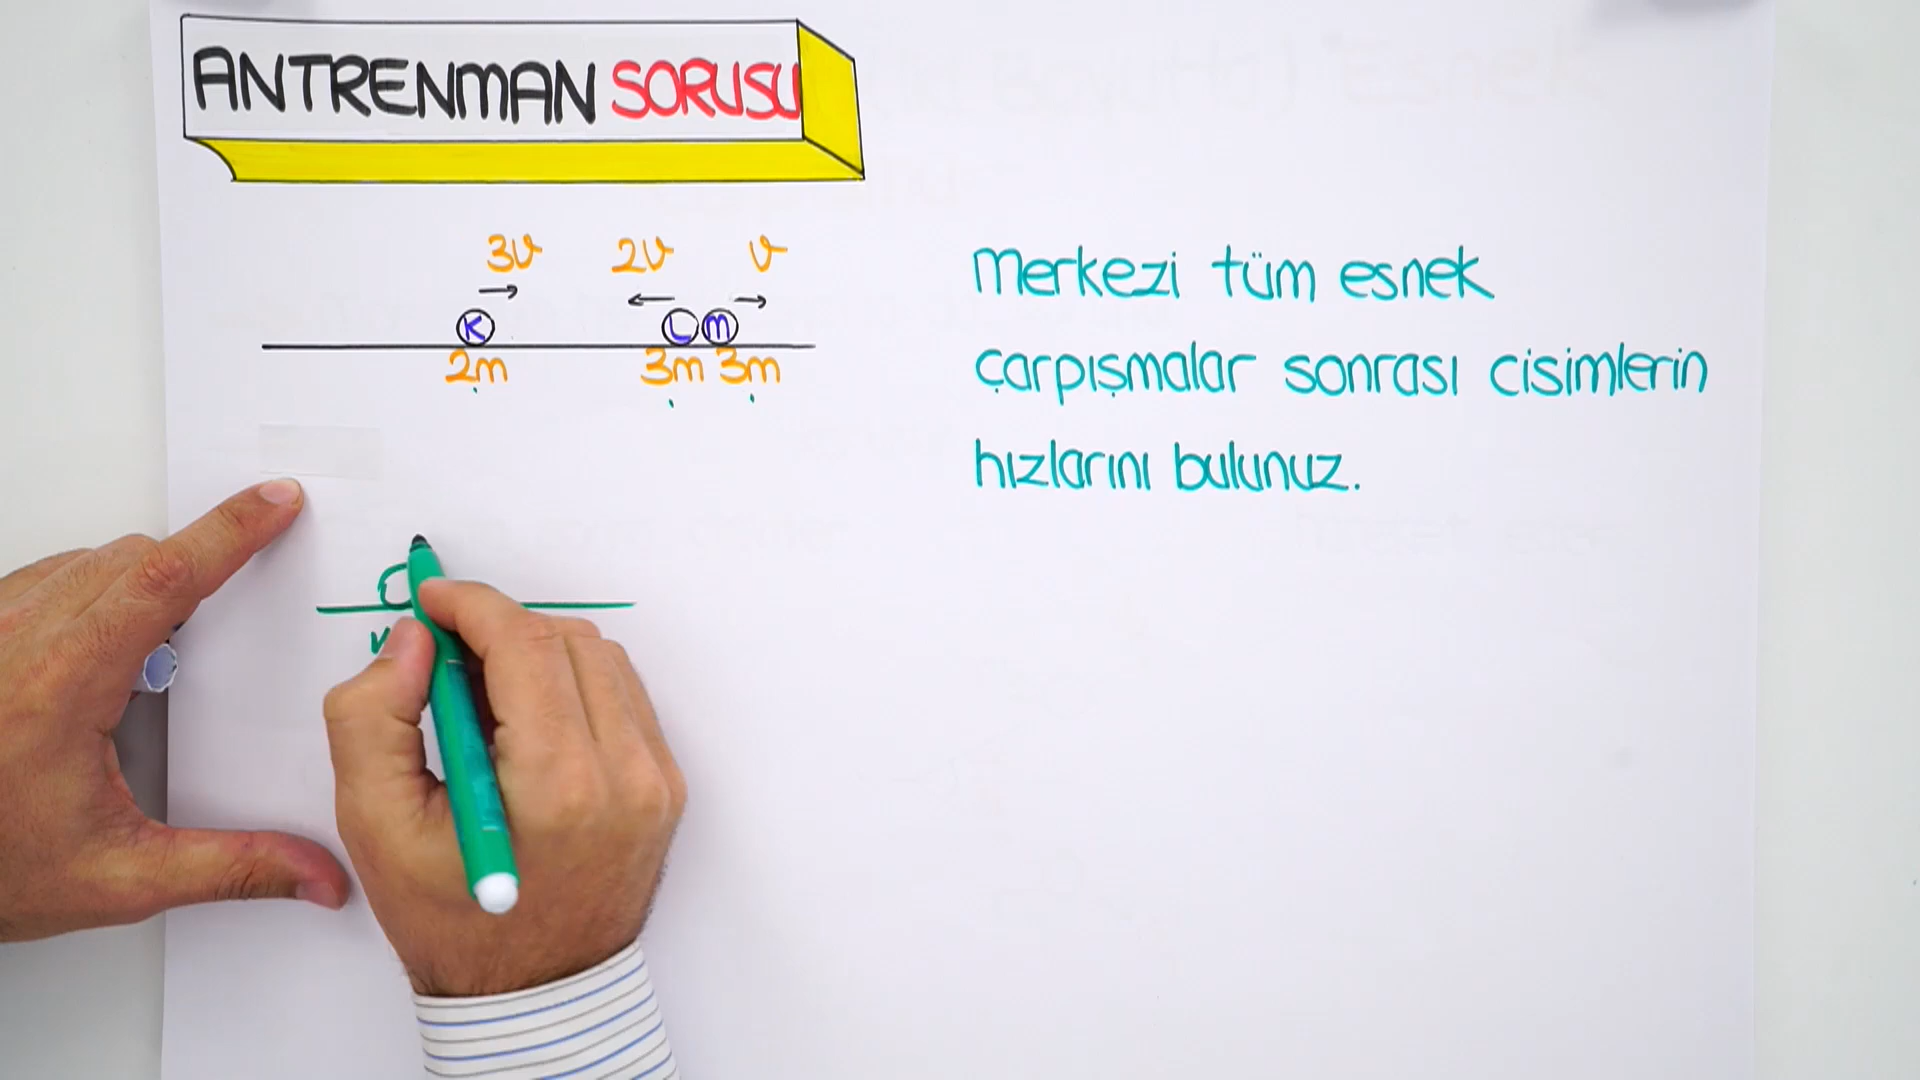 ANTRENMAN SORUSU
3v 2v v
K L m
2m 3m 3m
Merkezi tüm esnek
çarpışmalar sonrası cisimlerin
hızlarını bulunuz.